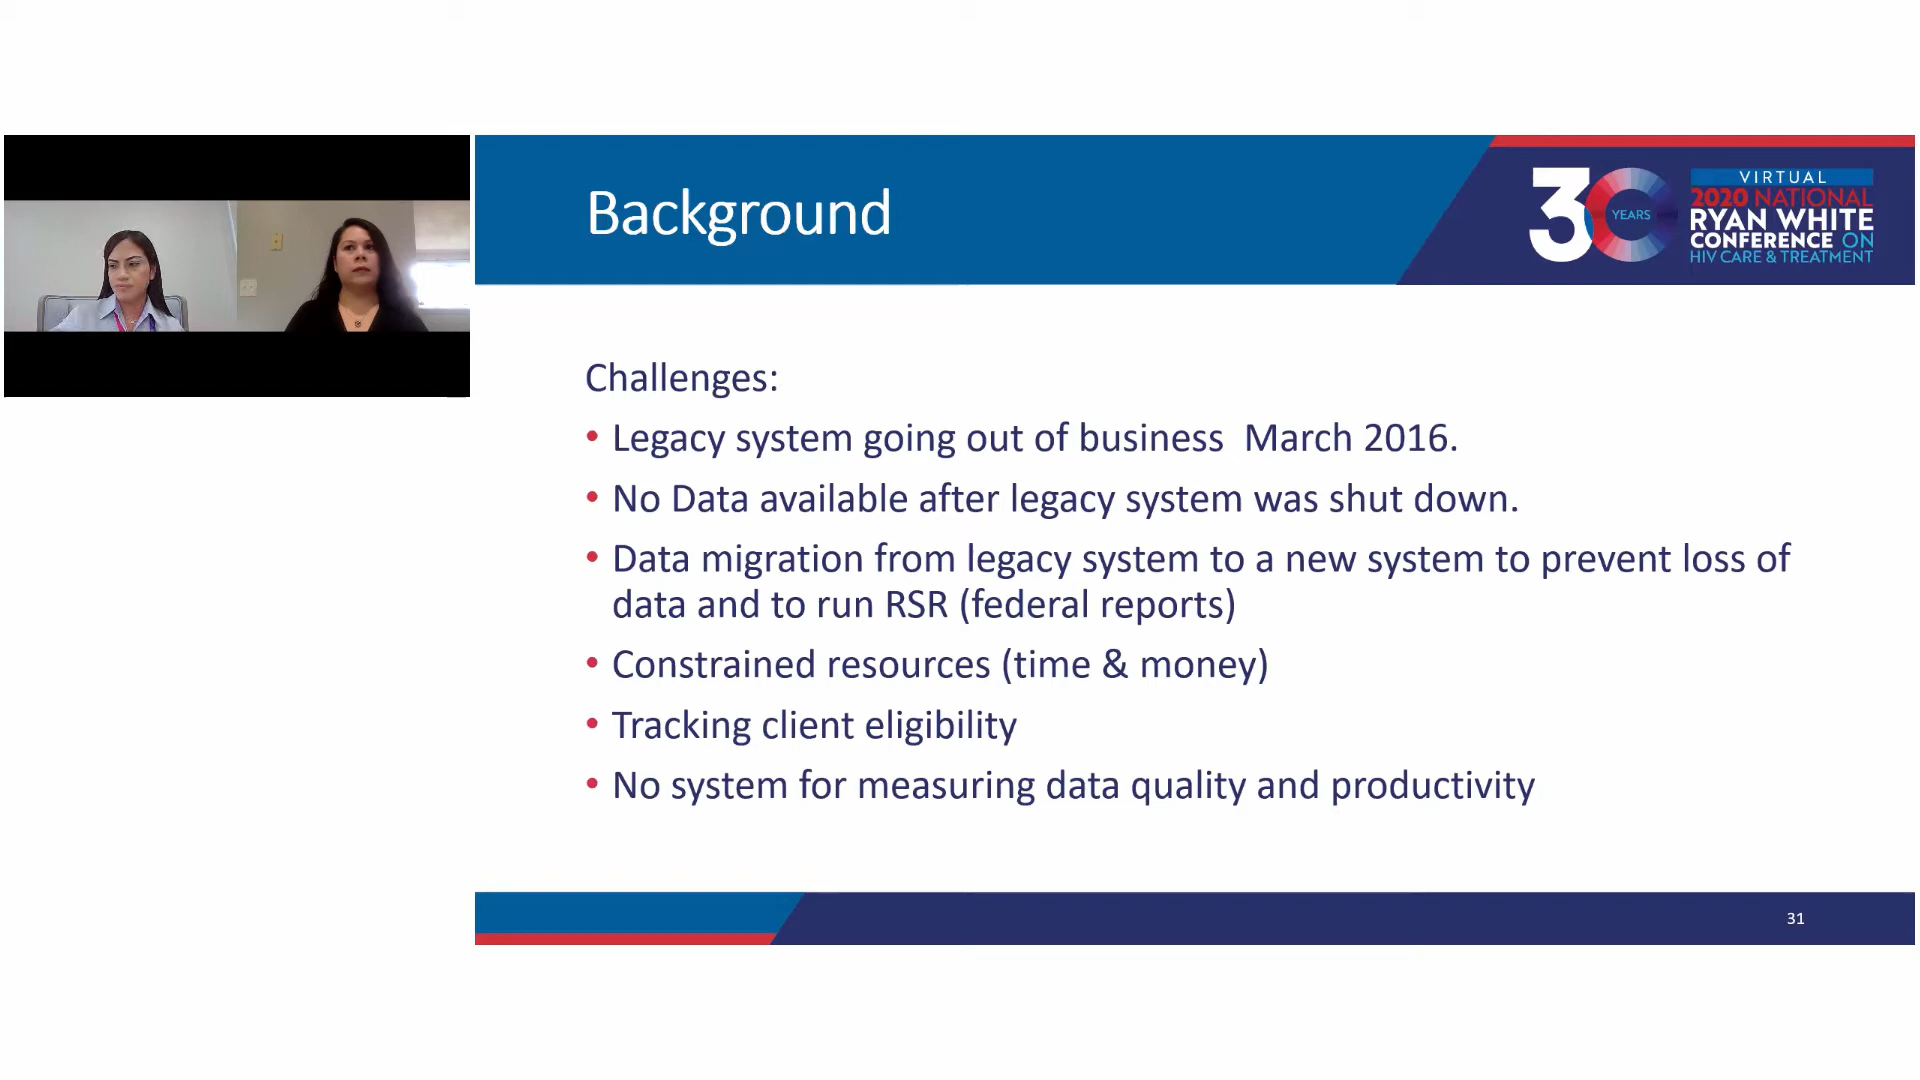 Background
30
YEARS
VIRTUAL
2020 NATIONAL
RYAN WHITE
CONFERENCE ON
HIV CARE & TREATMENT
Challenges:
• Legacy system going out of business  March 2016.
• No Data available after legacy system was shut down.
• Data migration from legacy system to a new system to prevent loss of
data and to run RSR (federal reports)
• Constrained resources (time & money)
• Tracking client eligibility
• No system for measuring data quality and productivity
31